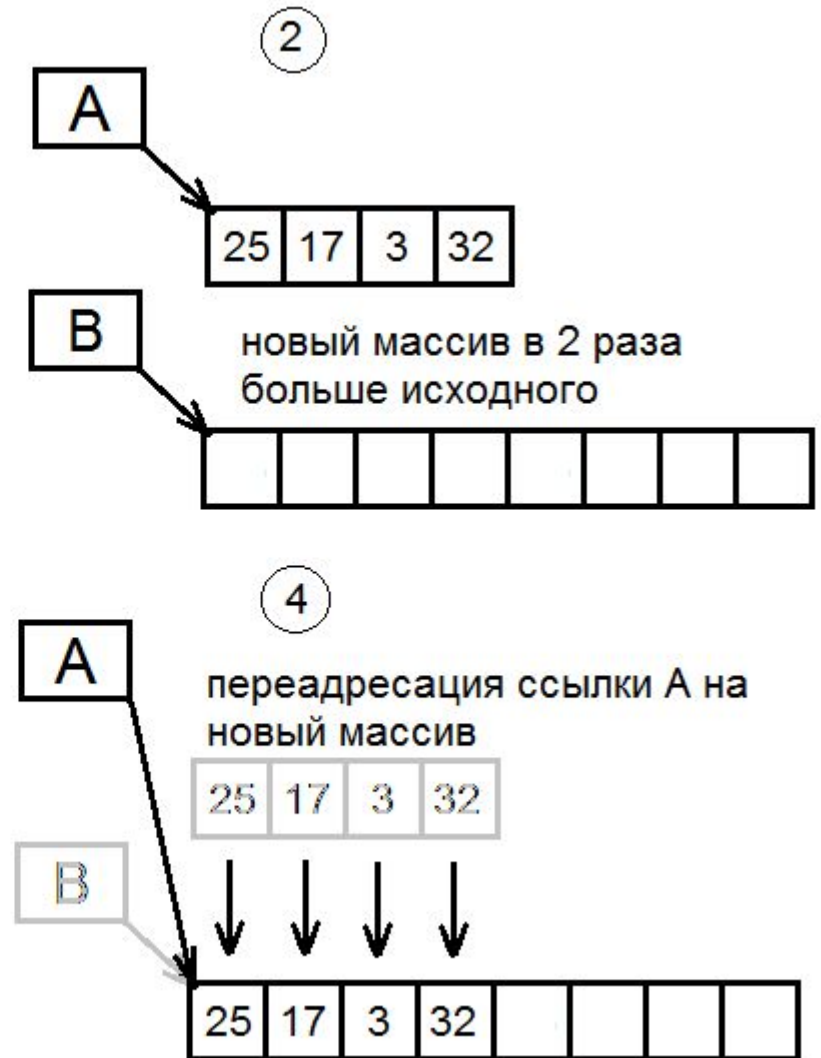 2
A
25 17 3 32
B
новый массив в 2 раза
больше исходного
4
A
переадресация ссылки А на
новый массив
25 17 3 32
B
25 17 3 32